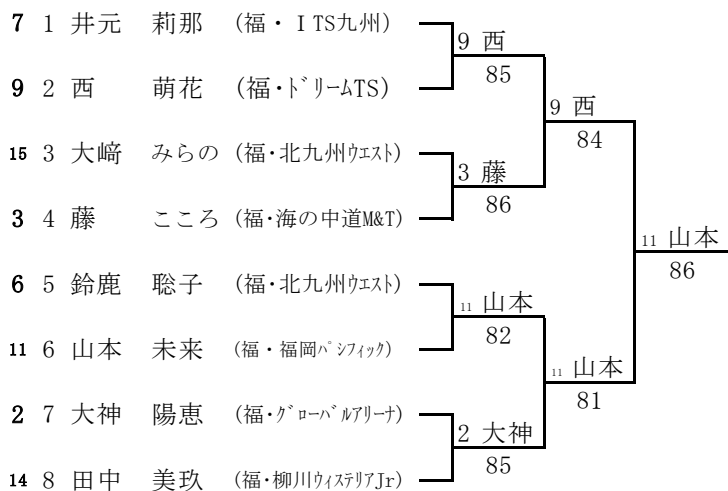 7 1 井元 莉那 (福・ＩTS九州)
9 西
85
9 2 西 萌花 (福・ﾄﾞﾘｰﾑTS)
9 西
84
15 3 大﨑 みらの (福・北九州ｳｴｽﾄ)
3 藤
86
3 4 藤 こころ (福・海の中道M&T)
11 山本
86
6 5 鈴鹿 聡子 (福・北九州ｳｴｽﾄ)
11 山本
82
11 6 山本 未来 (福・福岡ﾊﾟｼﾌｨｯｸ)
11 山本
81
2 7 大神 陽恵 (福・ｸﾞﾛｰﾊﾞﾙｱﾘｰﾅ)
2 大神
85
14 8 田中 美玖 (福・柳川ｳｨｽﾃﾘｱJr)